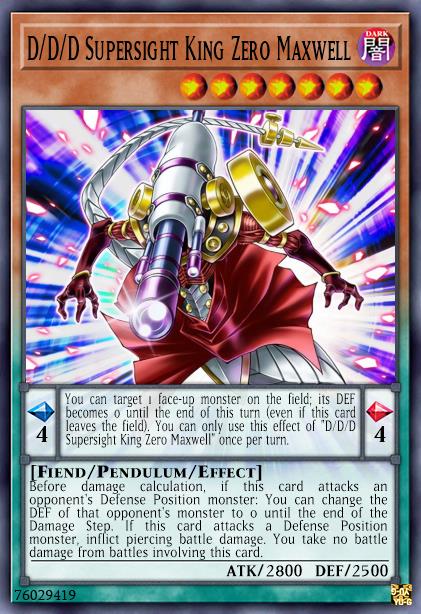 D/D/D Supersight King Zero Maxwell
DARK
闇
You can target 1 face-up monster on the field; its DEF
becomes 0 until the end of this turn (even if this card
leaves the field). You can only use this effect of "D/D/D
Supersight King Zero Maxwell" once per turn.
4
4
[Fiend/Pendulum/Effect]
Before damage calculation, if this card attacks an
opponent's Defense Position monster: You can change the
DEF of that opponent's monster to 0 until the end of the
Damage Step. If this card attacks a Defense Position
monster, inflict piercing battle damage. You take no battle
damage from battles involving this card.
ATK/2800 DEF/2500
76029419